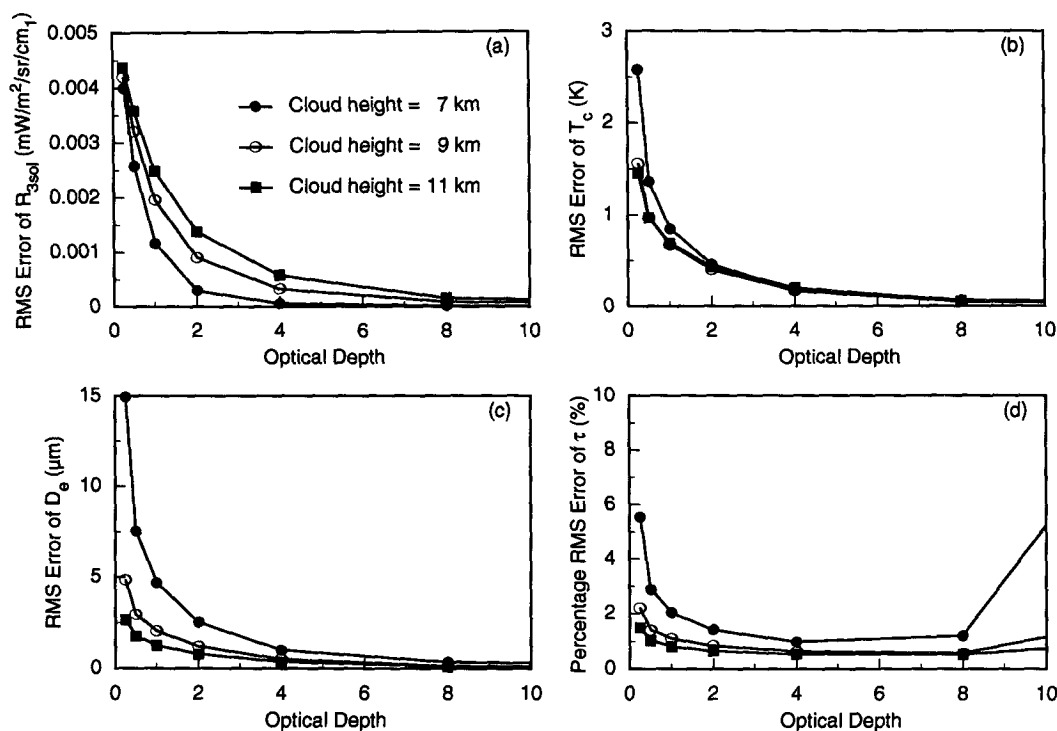 (a)
0.005
0.004
0.003
0.002
0.001
0
RMS Error of R3sol (mW/m2/sr/cm1)
Cloud height = 7 km
Cloud height = 9 km
Cloud height = 11 km
0 2 4 6 8 10
Optical Depth
(b)
3
2
1
0
RMS Error of Tc (K)
0 2 4 6 8 10
Optical Depth
(c)
15
10
5
0
RMS Error of De (μm)
0 2 4 6 8 10
Optical Depth
(d)
10
8
6
4
2
0
Percentage RMS Error of τ (%)
0 2 4 6 8 10
Optical Depth